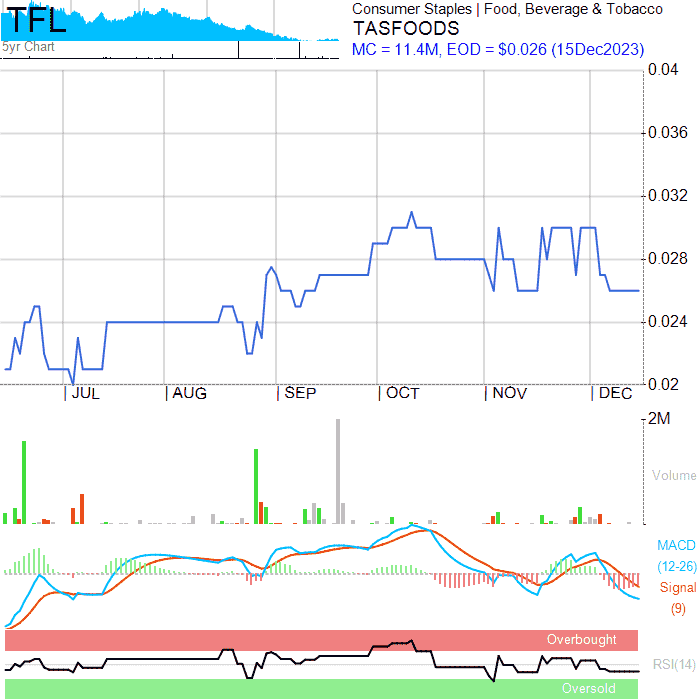 TFL
5yr Chart
Consumer Staples | Food, Beverage & Tobacco
TASFOODS
MC = 11.4M, EOD = $0.026 (15Dec2023)
0.04
0.036
0.032
0.028
0.024
0.02
| JUL | AUG | SEP | OCT | NOV | DEC
2M
Volume
MACD
(12-26)
Signal
(9)
Overbought
RSI(14)
Oversold